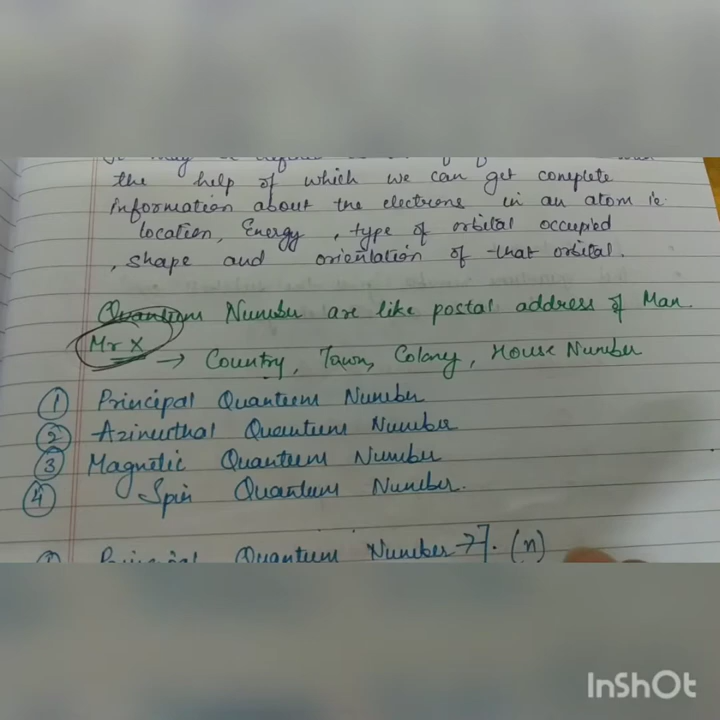 the help of which we can get complete
information about the electrons in an atom ie
location, Energy, type of orbital occupied
, shape and orientation of that orbital.
Quantum Number are like postal address of Man.
Mr X → Country, Town, Colony, House Number
① Principal Quantum Number
② Azimuthal Quantum Number
③ Magnetic Quantum Number
④ Spin Quantum Number.
① Principal Quantum Number (n)
InShOt